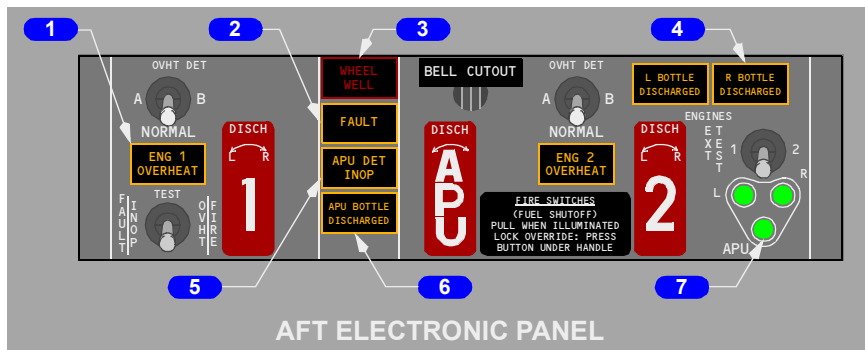 1
2
3
4
OVHT DET
A
B
NORMAL
ENG 1
OVERHEAT
TEST
FAULT
INOP
OVHT
FIRE
DISCH
L R
1
WHEEL
WELL
FAULT
APU DET
INOP
APU BOTTLE
DISCHARGED
BELL CUTOUT
DISCH
APU
OVHT DET
A
B
NORMAL
ENG 2
OVERHEAT
FIRE SWITCHES
(FUEL SHUTOFF)
PULL WHEN ILLUMINATED
LOCK OVERRIDE: PRESS
BUTTON UNDER HANDLE
L BOTTLE
DISCHARGED
R BOTTLE
DISCHARGED
DISCH
L R
2
ENGINES
EXT
TEST
1
2
L
R
APU
5
6
7
AFT ELECTRONIC PANEL